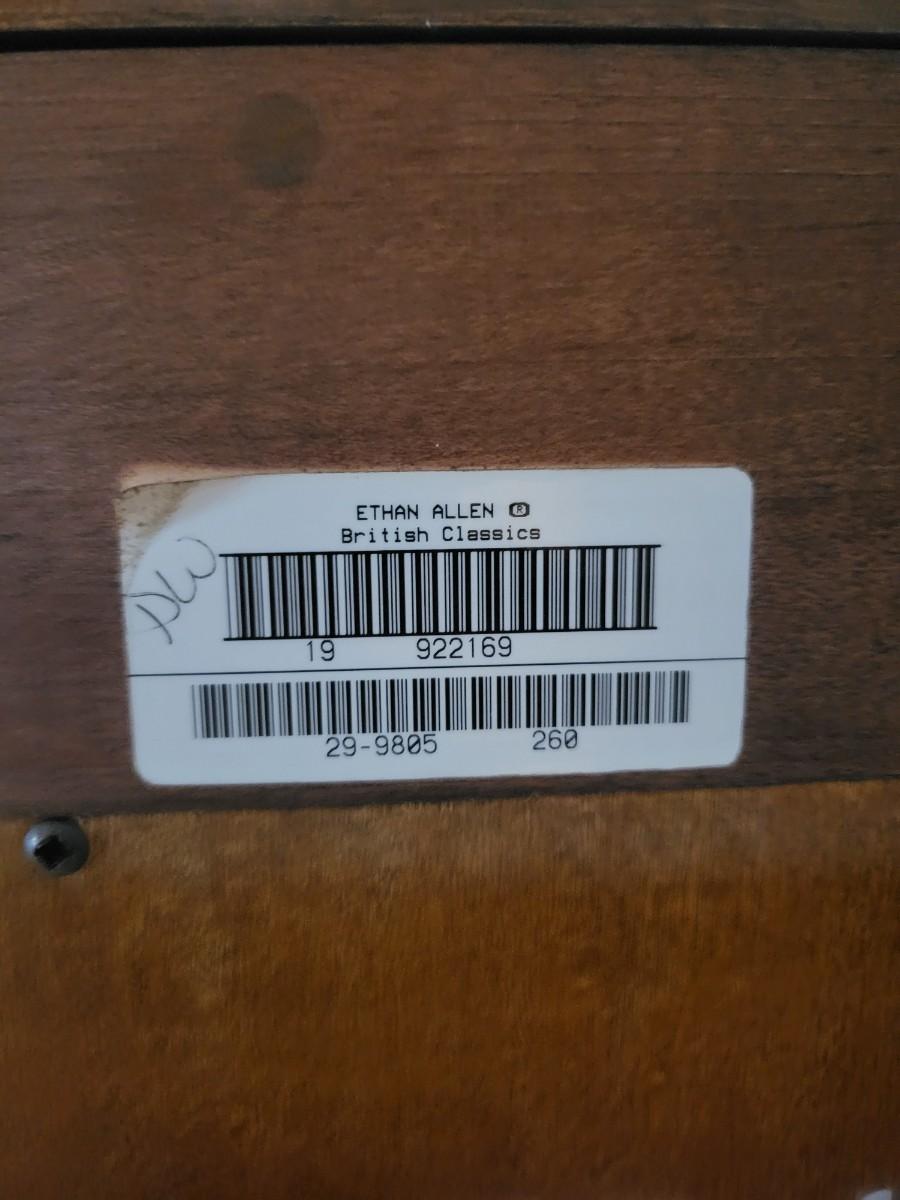 ETHAN ALLEN ®
British Classics
19 922169
29-9805 260